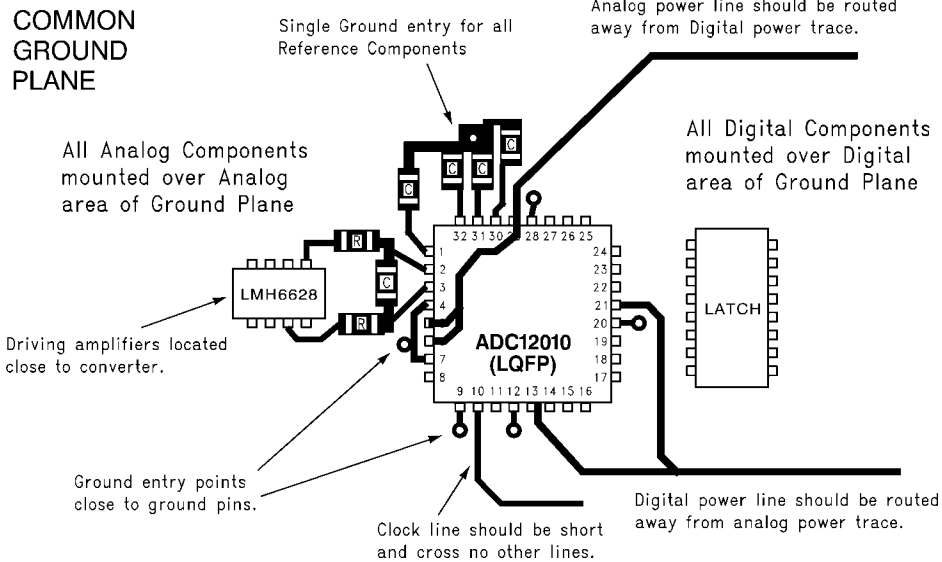 COMMON
GROUND
PLANE
Single Ground entry for all
Reference Components
Analog power line should be routed
away from Digital power trace.
All Analog Components
mounted over Analog
area of Ground Plane
All Digital Components
mounted over Digital
area of Ground Plane
C
C
C
C
R
C
R
32 31 30 28 27 26 25
1
2
3
4
7
8
24
23
22
21
20
19
18
17
9 10 11 12 13 14 15 16
LMH6628
ADC12010
(LQFP)
LATCH
Driving amplifiers located
close to converter.
Ground entry points
close to ground pins.
Clock line should be short
and cross no other lines.
Digital power line should be routed
away from analog power trace.